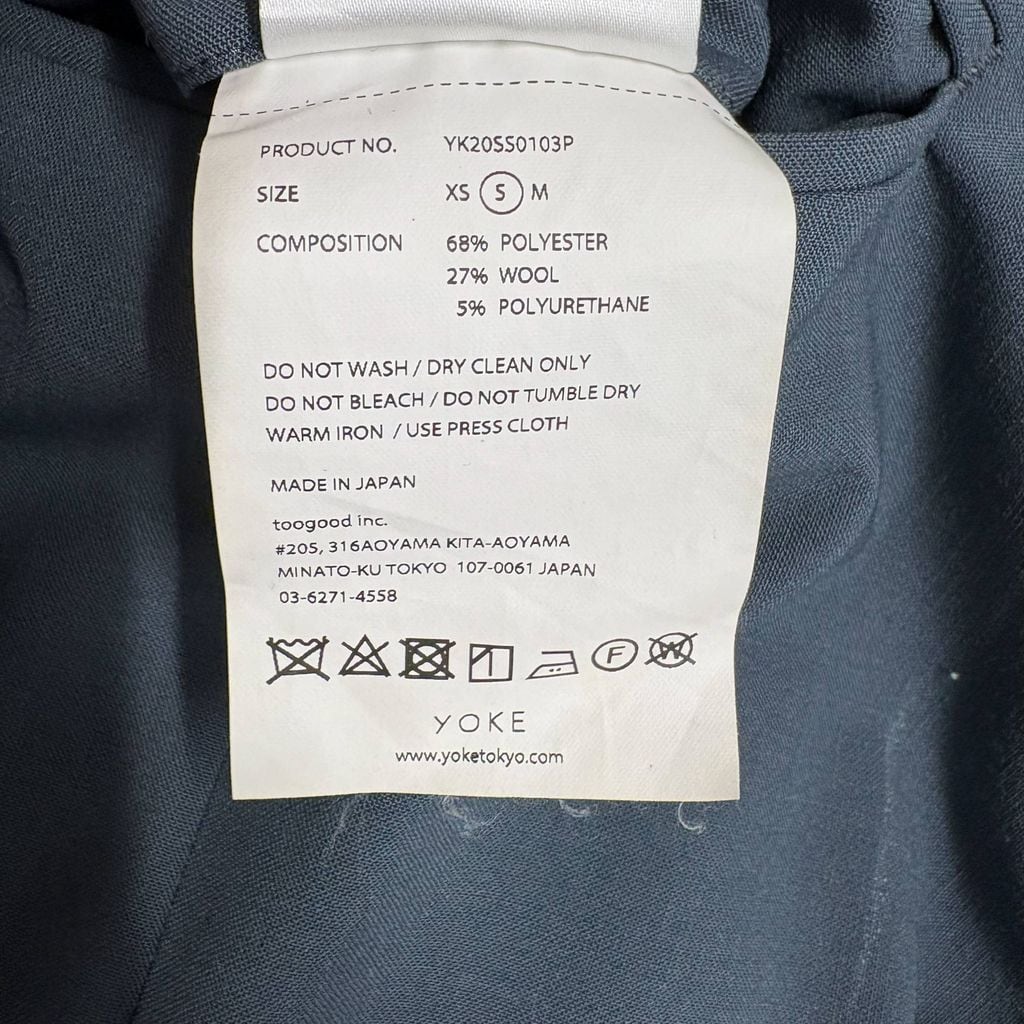 PRODUCT NO. YK20SS0103P
SIZE XS S M
COMPOSITION 68% POLYESTER
27% WOOL
5% POLYURETHANE
DO NOT WASH / DRY CLEAN ONLY
DO NOT BLEACH / DO NOT TUMBLE DRY
WARM IRON / USE PRESS CLOTH
MADE IN JAPAN
toogood inc.
#205, 316AOYAMA KITA-AOYAMA
MINATO-KU TOKYO 107-0061 JAPAN
03-6271-4558
F W
YOKE
www.yoketokyo.com